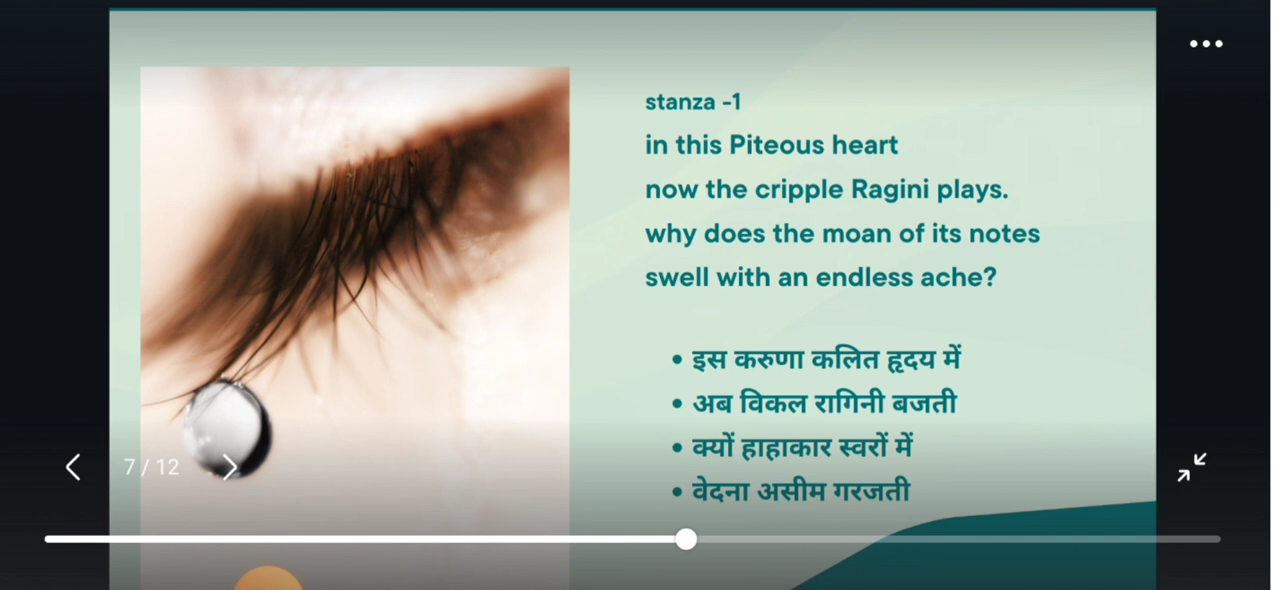 stanza -1
in this Piteous heart
now the cripple Ragini plays.
why does the moan of its notes
swell with an endless ache?
• इस करुणा कलित हृदय में
• अब विकल रागिनी बजती
• क्यों हाहाकार स्वरों में
• वेदना असीम गरजती
7 / 12